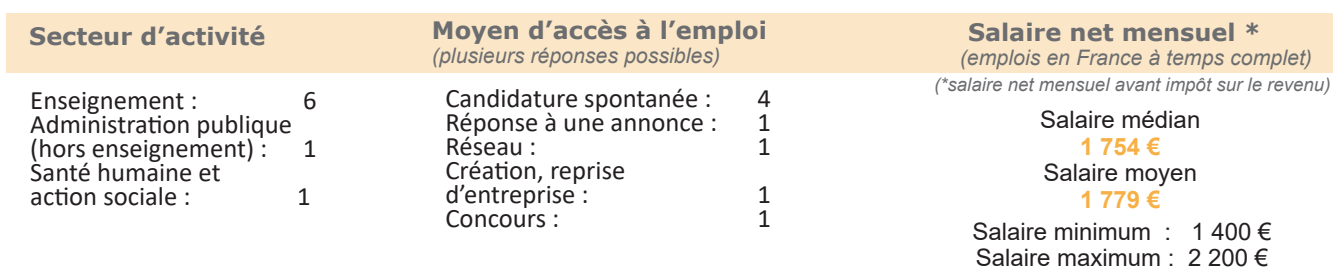 Secteur d'activité
Enseignement : 6
Administration publique
(hors enseignement) : 1
Santé humaine et
action sociale : 1
Moyen d'accès à l'emploi
(plusieurs réponses possibles)
Candidature spontanée : 4
Réponse à une annonce : 1
Réseau : 1
Création, reprise
d'entreprise : 1
Concours : 1
Salaire net mensuel *
(emplois en France à temps complet)
(*salaire net mensuel avant impôt sur le revenu)
Salaire médian
1 754 €
Salaire moyen
1 779 €
Salaire minimum : 1 400 €
Salaire maximum : 2 200 €